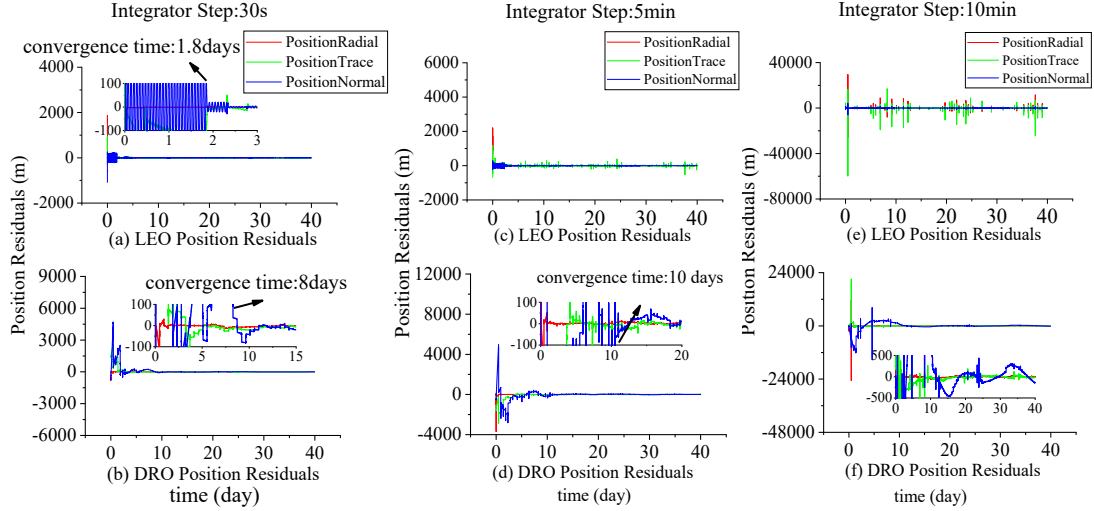 Integrator Step:30s
Integrator Step:5min
Integrator Step:10min
convergence time:1.8days
PositionRadial
PositionTrace
PositionNormal
4000
2000
0
-2000
100
0
-100
0 1 2 3
0 10 20 30 40
(a) LEO Position Residuals
PositionRadial
PositionTrace
PositionNormal
6000
4000
2000
0
-2000
0 10 20 30 40
(c) LEO Position Residuals
PositionRadial
PositionTrace
PositionNormal
40000
0
-40000
-80000
0 10 20 30 40
(e) LEO Position Residuals
Position Residuals (m)
Position Residuals (m)
Position Residuals (m)
9000
6000
3000
0
-3000
-6000
convergence time:8days
100
0
-100
0 5 10 15
0 10 20 30 40
(b) DRO Position Residuals
time (day)
12000
8000
4000
0
-4000
convergence time:10 days
100
0
-100
0 10 20
0 10 20 30 40
(d) DRO Position Residuals
time (day)
24000
0
-24000
-48000
500
0
-500
0 10 20 30 40
0 10 20 30 40
(f) DRO Position Residuals
time (day)